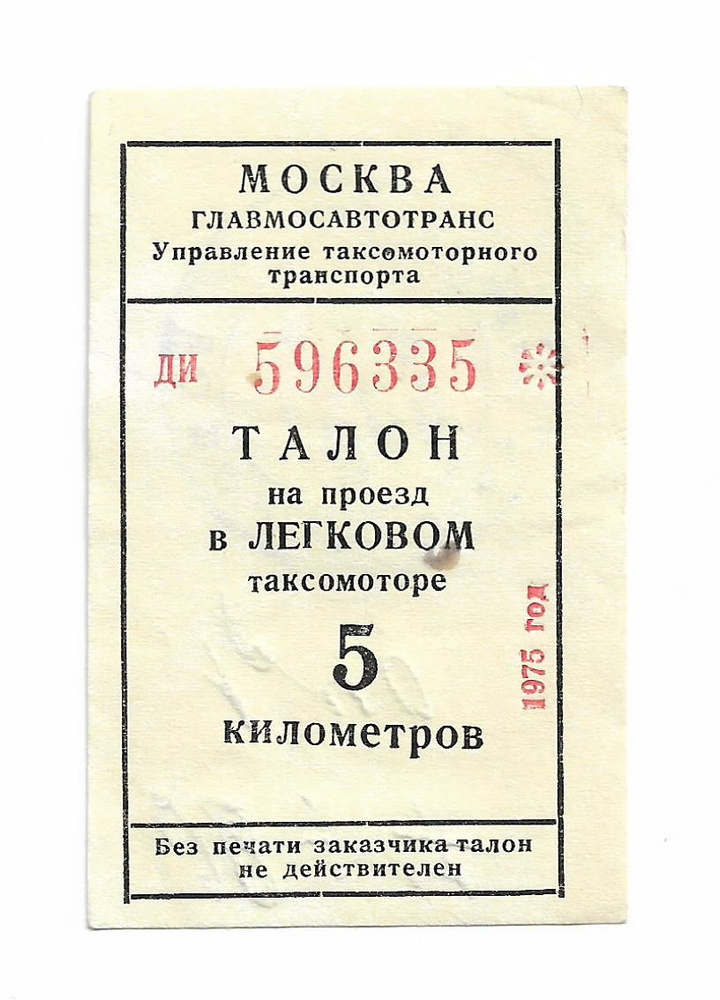 МОСКВА
ГЛАВМОСАВТОТРАНС
Управление таксомоторного
транспорта
ДИ 596335
ТАЛОН
на проезд
в ЛЕГКОВОМ
таксомоторе
5
километров
1975 год
Без печати заказчика талон
не действителен